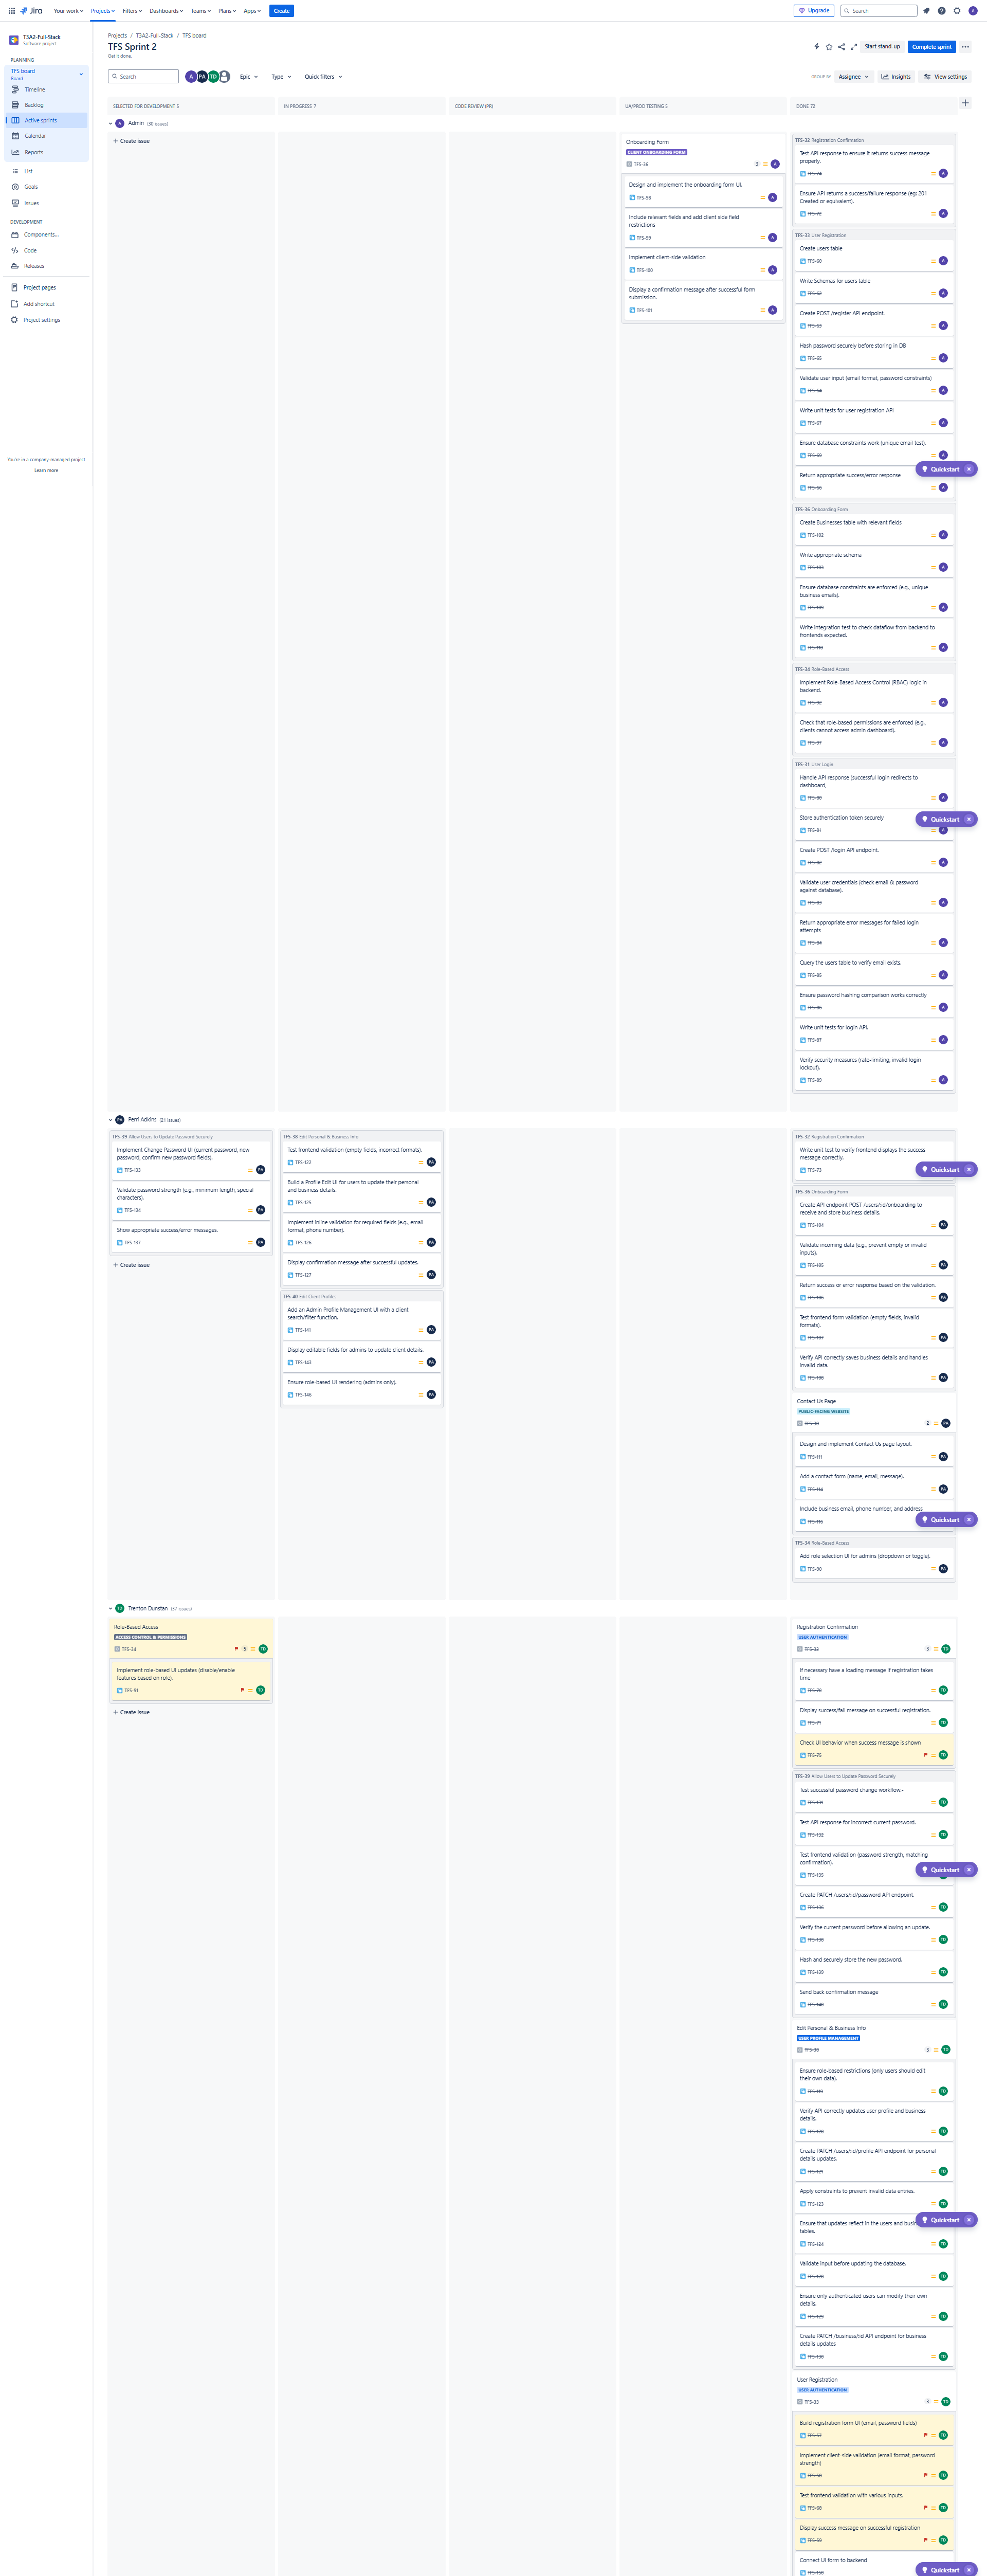 Jira
Your work
Projects
Filters
Dashboards
Teams
Plans
Apps
Create
Upgrade
Search
T3A2-Full-Stack
Software project
PLANNING
TFS board
Board
Timeline
Backlog
Active sprints
Calendar
Reports
List
Goals
Issues
DEVELOPMENT
Components...
Code
Releases
Project pages
Add shortcut
Project settings
You're in a company-managed project
Learn more
Projects / T3A2-Full-Stack / TFS board
TFS Sprint 2
Get it done.
Start stand-up
Complete sprint
Search
A PA TD
Epic
Type
Quick filters
GROUP BY
Assignee
Insights
View settings
SELECTED FOR DEVELOPMENT 5
IN PROGRESS 7
CODE REVIEW (PR)
UA/PROD TESTING 5
DONE 72
Admin
+ Create issue
Onboarding Form
CLIENT ONBOARDING FORM
TFS-36
3
Design and implement the onboarding form UI.
TFS-98
Include relevant fields and add client side field
restrictions
TFS-99
Implement client-side validation
TFS-100
Display a confirmation message after successful form
submission.
TFS-101
TFS-32 Registration Confirmation
Test API response to ensure it returns success message
properly.
TFS-74
Ensure API returns a success/failure response (eg: 201
Created or equivalent).
TFS-72
TFS-33 User Registration
Create users table
Write Schemas for users table
TFS-62
Create POST /register API endpoint.
TFS-63
Hash password securely before storing in DB
TFS-65
Validate user input (email format, password constraints)
TFS-64
Write unit tests for user registration API
TFS-67
Ensure database constraints work (unique email test).
TFS-69
Return appropriate success/error response
TFS-66
Quickstart
TFS-36 Onboarding Form
Create Businesses table with relevant fields
TFS-102
Write appropriate schema
TFS-103
Ensure database constraints are enforced (e.g., unique
business emails).
TFS-109
Write integration test to check dataflow from backend to
frontends expected.
TFS-34 Role-Based Access
Implement Role-Based Access Control (RBAC) logic in
backend.
TFS-92
Check that role-based permissions are enforced (e.g.,
clients cannot access admin dashboard).
TFS-97
TFS-31 User Login
Handle API response (successful login redirects to
dashboard,
TFS-80
Store authentication token securely
TFS-81
Quickstart
Create POST /login API endpoint.
TFS-82
Validate user credentials (check email & password
against database).
TFS-83
Return appropriate error messages for failed login
attempts
TFS-84
Query the users table to verify email exists.
TFS-85
Ensure password hashing comparison works correctly
TFS-86
Write unit tests for login API.
TFS-87
Verify security measures (rate-limiting, invalid login
lockout).
TFS-89
Perri Adkins (21 issues)
TFS-39 Allow Users to Update Password Securely
Implement Change Password UI (current password, new
password, confirm new password fields).
TFS-133
Validate password strength (e.g., minimum length, special
characters).
TFS-134
Show appropriate success/error messages.
TFS-137
+ Create issue
TFS-38 Edit Personal & Business Info
Test frontend validation (empty fields, incorrect formats).
TFS-122
Build a Profile Edit UI for users to update their personal
and business details.
TFS-125
Implement inline validation for required fields (e.g., email
format, phone number).
TFS-126
Display confirmation message after successful updates.
TFS-127
TFS-40 Edit Client Profiles
Add an Admin Profile Management UI with a client
search/filter function.
TFS-141
Display editable fields for admins to update client details.
TFS-143
Ensure role-based UI rendering (admins only).
TFS-146
TFS-32 Registration Confirmation
Write unit test to verify frontend displays the success
message correctly.
TFS-73
Quickstart
TFS-36 Onboarding Form
Create API endpoint POST /users/:id/onboarding to
receive and store business details.
TFS-104
Validate incoming data (e.g., prevent empty or invalid
inputs).
TFS-105
Return success or error response based on the validation.
TFS-106
Test frontend form validation (empty fields, invalid
formats).
TFS-107
Verify API correctly saves business details and handles
invalid data.
TFS-108
Contact Us Page
PUBLIC-FACING WEBSITE
2
Design and implement Contact Us page layout.
TFS-111
Add a contact form (name, email, message).
TFS-114
Include business email, phone number, and address
TFS-116
Quickstart
TFS-34 Role-Based Access
Add role selection UI for admins (dropdown or toggle).
Trenton Dunstan (37 issues)
Role-Based Access
ACCESS CONTROL & PERMISSIONS
TFS-34
Implement role-based UI updates (disable/enable
features based on role).
TFS-91
+ Create issue
Registration Confirmation
USER AUTHENTICATION
TFS-32
3
If necessary have a loading message if registration takes
time
TFS-70
Display success/fail message on successful registration.
TFS-71
Check UI behavior when success message is shown
TFS-75
TFS-39 Allow Users to Update Password Securely
Test successful password change workflow.-
TFS-131
Test API response for incorrect current password.
TFS-132
Test frontend validation (password strength, matching
confirmation).
TFS-135
Quickstart
Create PATCH /users/:id/password API endpoint.
TFS-136
Verify the current password before allowing an update.
TFS-138
Hash and securely store the new password.
TFS-139
Send back confirmation message
TFS-140
Edit Personal & Business Info
USER PROFILE MANAGEMENT
TFS-38
3
Ensure role-based restrictions (only users should edit
their own data).
TFS-119
Verify API correctly updates user profile and business
details.
TFS-120
Create PATCH /users/:id/profile API endpoint for personal
details updates.
TFS-121
Apply constraints to prevent invalid data entries.
TFS-123
Ensure that updates reflect in the users and
tables.
TFS-124
Quickstart
Validate input before updating the database.
TFS-128
Ensure only authenticated users can modify their own
details.
TFS-129
Create PATCH /business/:id API endpoint for business
details updates
TFS-130
User Registration
USER AUTHENTICATION
TFS-33
3
Build registration form UI (email, password fields)
TFS-57
Implement client-side validation (email format, password
strength)
TFS-58
Test frontend validation with various inputs.
TFS-68
Display success message on successful registration
TFS-59
Connect UI form to backend
Quickstart